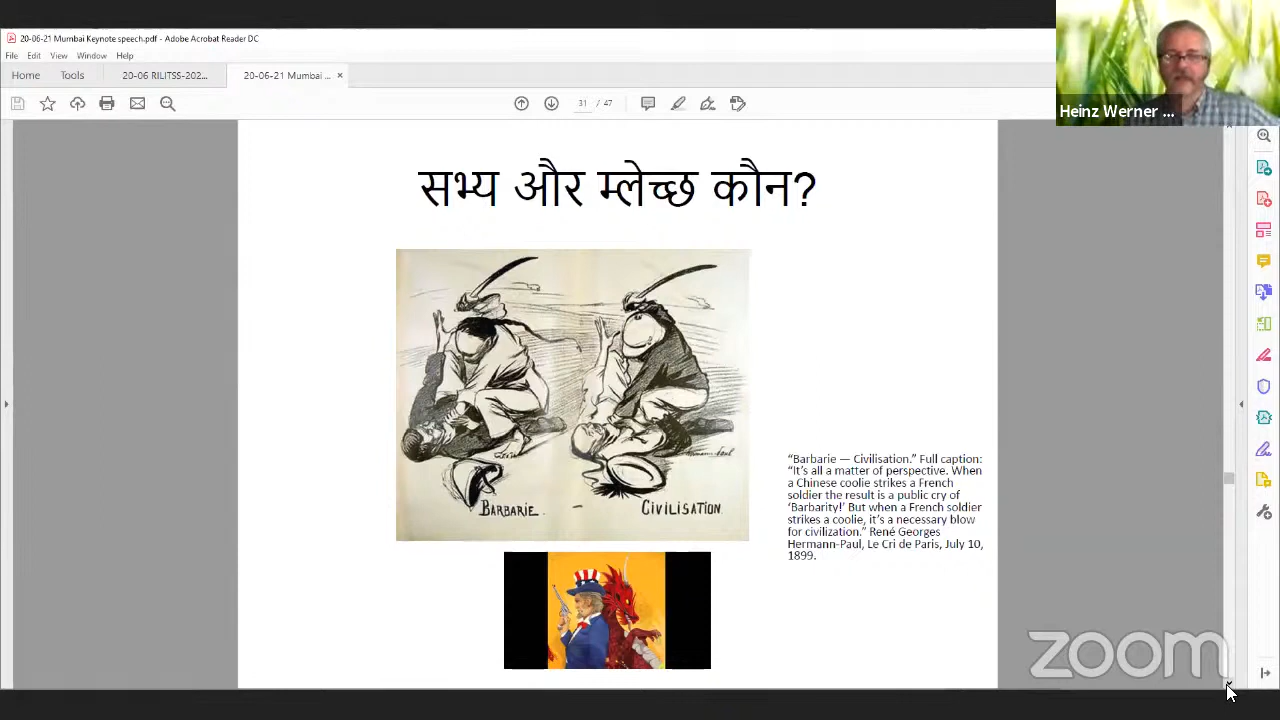 20-06-21 Mumbai Keynote speech.pdf - Adobe Acrobat Reader DC
File Edit View Window Help
Home Tools 20-06 RILITSS-202... 20-06-21 Mumbai ... ×
31 / 47
Heinz Werner ...
सभ्य और म्लेच्छ कौन?
BARBARIE - CIVILISATION
“Barbarie — Civilisation.” Full caption:
“It’s all a matter of perspective. When
a Chinese coolie strikes a French
soldier the result is a public cry of
‘Barbarity!’ But when a French soldier
strikes a coolie, it’s a necessary blow
for civilization.” René Georges
Hermann-Paul, Le Cri de Paris, July 10,
1899.
zoom